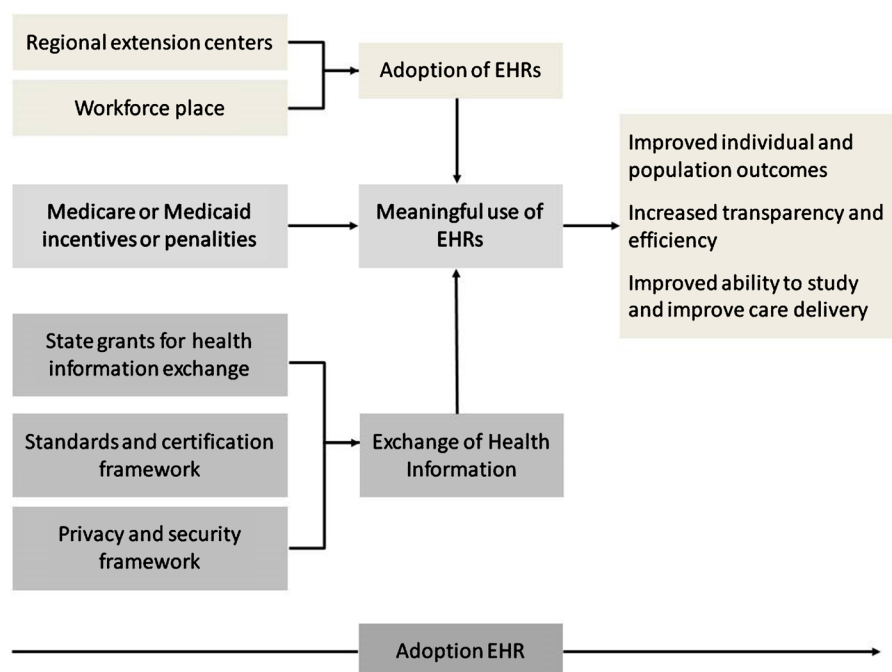 Regional extension centers
Workforce place
Adoption of EHRs
Medicare or Medicaid
incentives or penalities
Meaningful use of
EHRs
Improved individual and
population outcomes
Increased transparency and
efficiency
Improved ability to study
and improve care delivery
State grants for health
information exchange
Standards and certification
framework
Privacy and security
framework
Exchange of Health
Information
Adoption EHR